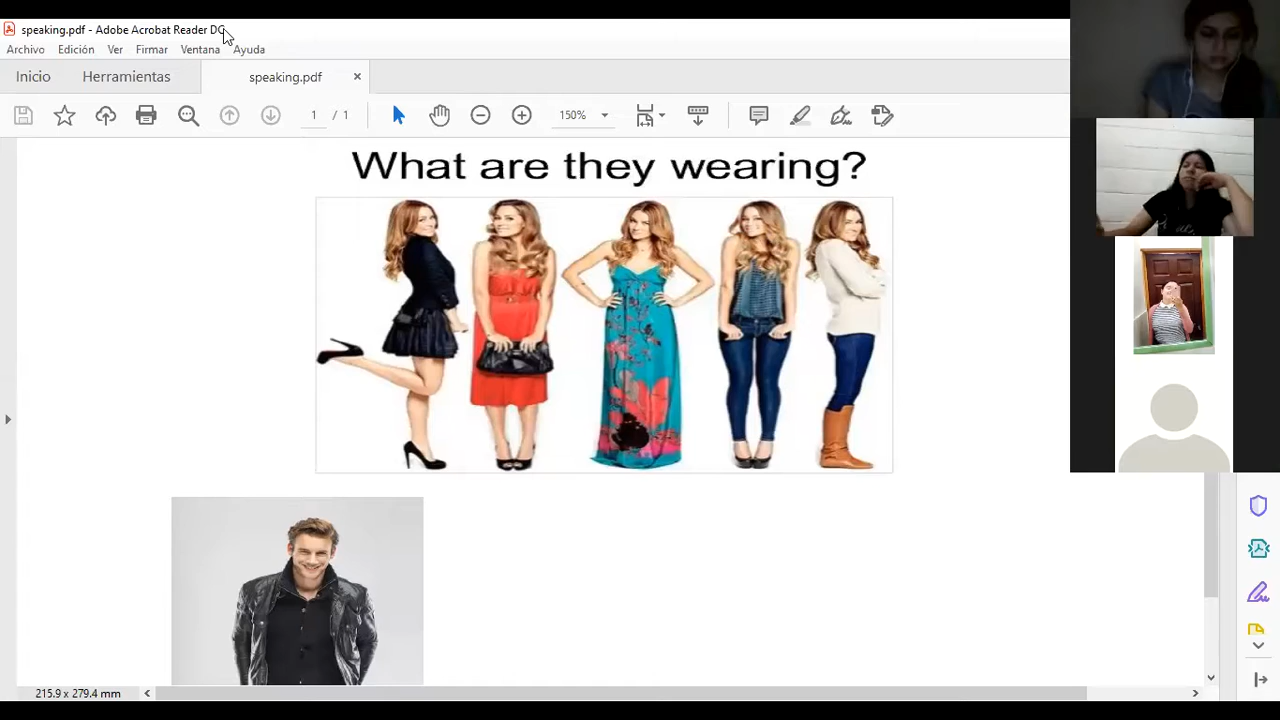 speaking.pdf - Adobe Acrobat Reader DC
Archivo Edición Ver Firmar Ventana Ayuda
Inicio Herramientas speaking.pdf ×
1 / 1 150%
What are they wearing?
215.9 x 279.4 mm